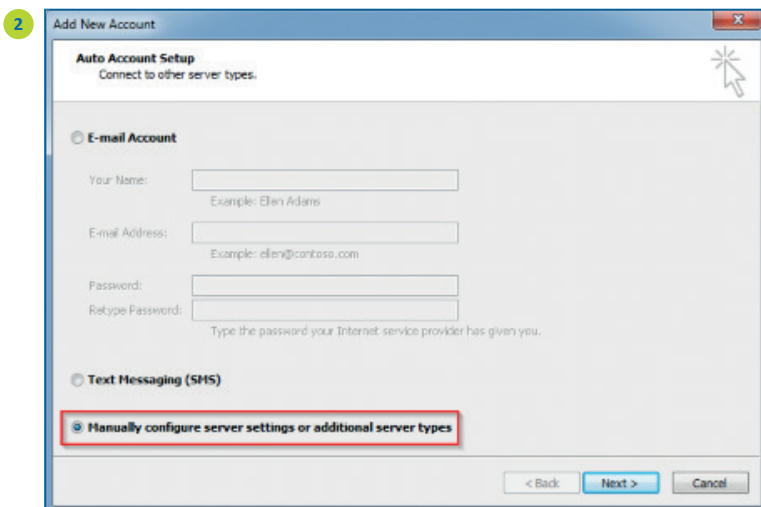 2
Add New Account
Auto Account Setup
Connect to other server types.
E-mail Account
Your Name:
Example: Ellen Adams
E-mail Address:
Example: ellen@contoso.com
Password:
Retype Password:
Type the password your Internet service provider has given you.
Text Messaging (SMS)
Manually configure server settings or additional server types
< Back Next > Cancel